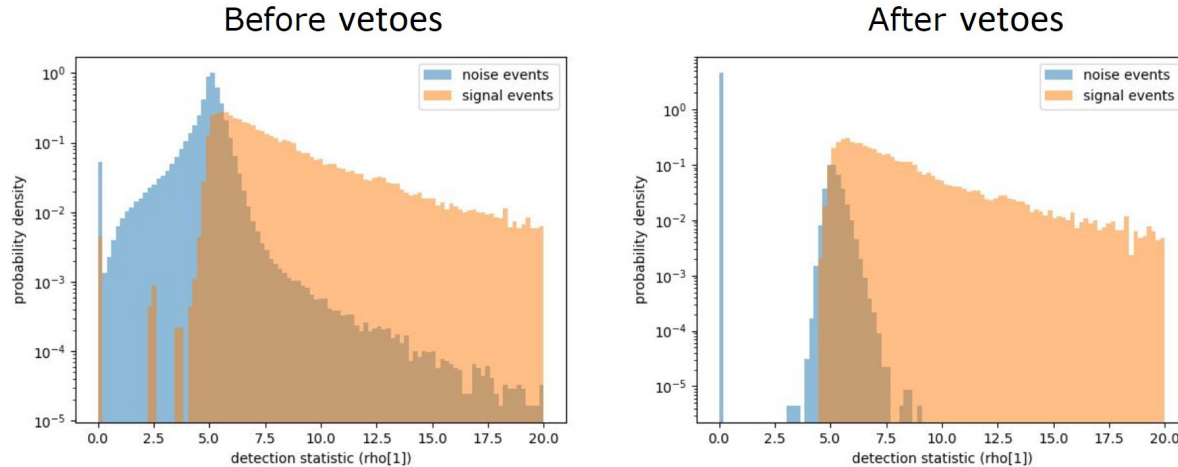 Before vetoes
noise events
signal events
10⁰
10⁻¹
10⁻²
10⁻³
10⁻⁴
10⁻⁵
probability density
0.0 2.5 5.0 7.5 10.0 12.5 15.0 17.5 20.0
detection statistic (rho[1])
After vetoes
noise events
signal events
10⁰
10⁻¹
10⁻²
10⁻³
10⁻⁴
10⁻⁵
probability density
0.0 2.5 5.0 7.5 10.0 12.5 15.0 17.5 20.0
detection statistic (rho[1])